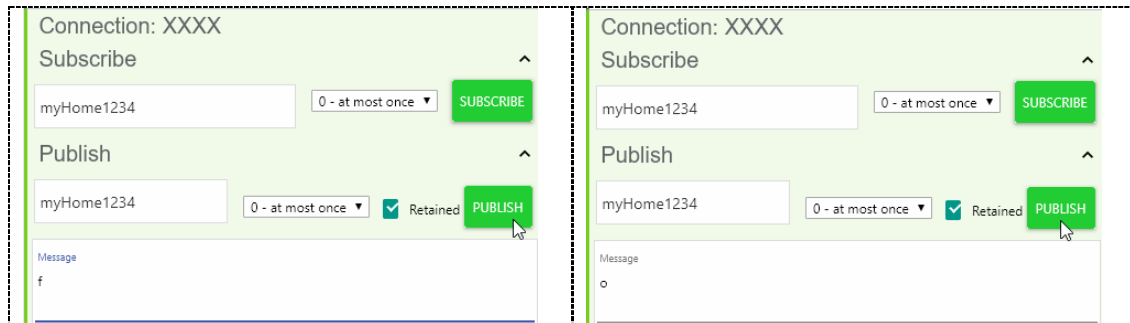 Connection: XXXX
Subscribe
myHome1234 0 - at most once SUBSCRIBE
Publish
myHome1234 0 - at most once Retained PUBLISH
Message
f
Connection: XXXX
Subscribe
myHome1234 0 - at most once SUBSCRIBE
Publish
myHome1234 0 - at most once Retained PUBLISH
Message
o